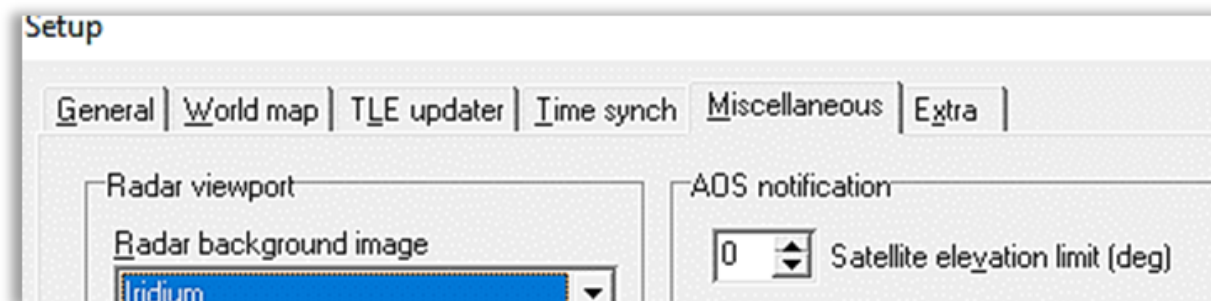 Setup
General World map TLE updater Time synch Miscellaneous Extra
Radar viewport
AOS notification
Radar background image
0 Satellite elevation limit (deg)
Iridium